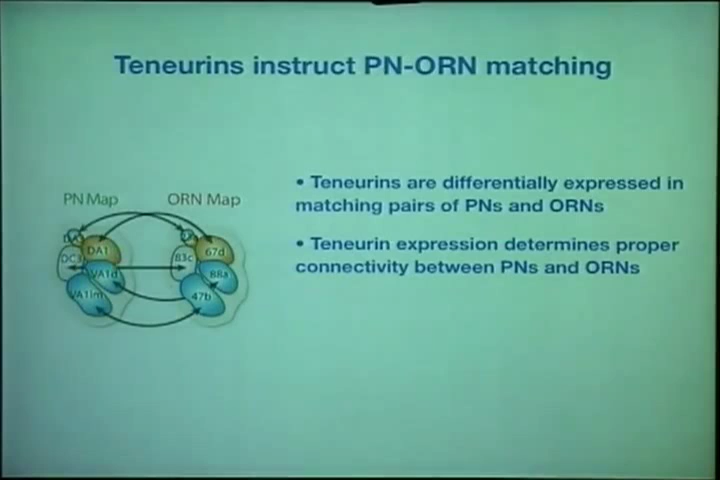 Teneurins instruct PN-ORN matching
PN Map
ORN Map
• Teneurins are differentially expressed in
matching pairs of PNs and ORNs
• Teneurin expression determines proper
connectivity between PNs and ORNs
DA1
67d
DC3
83c
VA1d
88a
VA1lm
47b